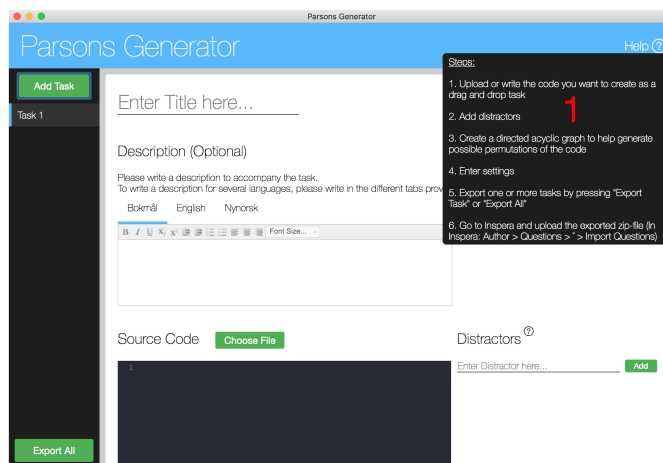 Parsons Generator
Parsons Generator
Help ?
Add Task
Task 1
Enter Title here...
Steps:
1. Upload or write the code you want to create as a
drag and drop task
1
2. Add distractors
3. Create a directed acyclic graph to help generate
possible permutations of the code
4. Enter settings
5. Export one or more tasks by pressing "Export
Task" or "Export All"
6. Go to Inspera and upload the exported zip-file (In
Inspera: Author > Questions > ˇ > Import Questions)
Description (Optional)
Please write a description to accompany the task.
To write a description for several languages, please write in the different tabs prov
Bokmål English Nynorsk
B I U X₂ X² Font Size...
Source Code Choose File
Distractors ?
1
Enter Distractor here... Add
Export All